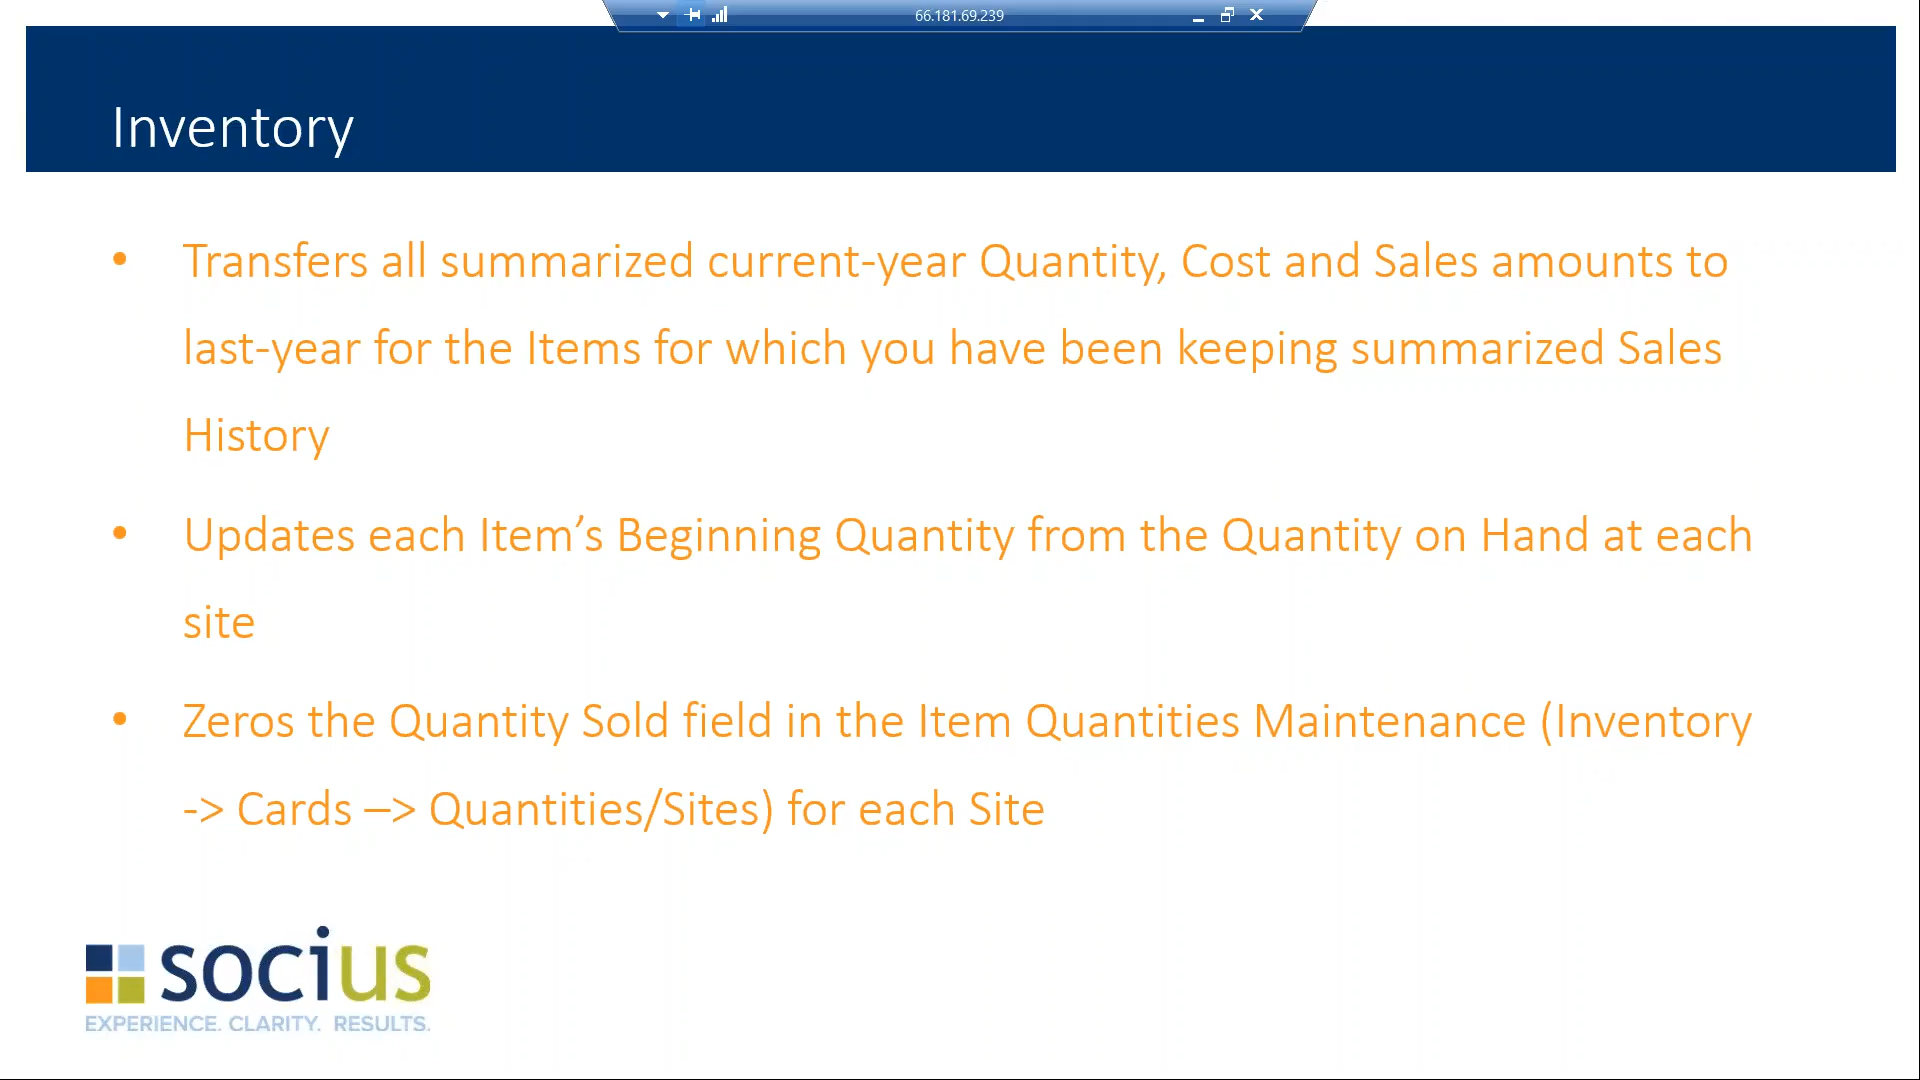 66.181.69.239
Inventory
• Transfers all summarized current-year Quantity, Cost and Sales amounts to
last-year for the Items for which you have been keeping summarized Sales
History
• Updates each Item’s Beginning Quantity from the Quantity on Hand at each
site
• Zeros the Quantity Sold field in the Item Quantities Maintenance (Inventory
-> Cards –> Quantities/Sites) for each Site
socius
EXPERIENCE. CLARITY. RESULTS.